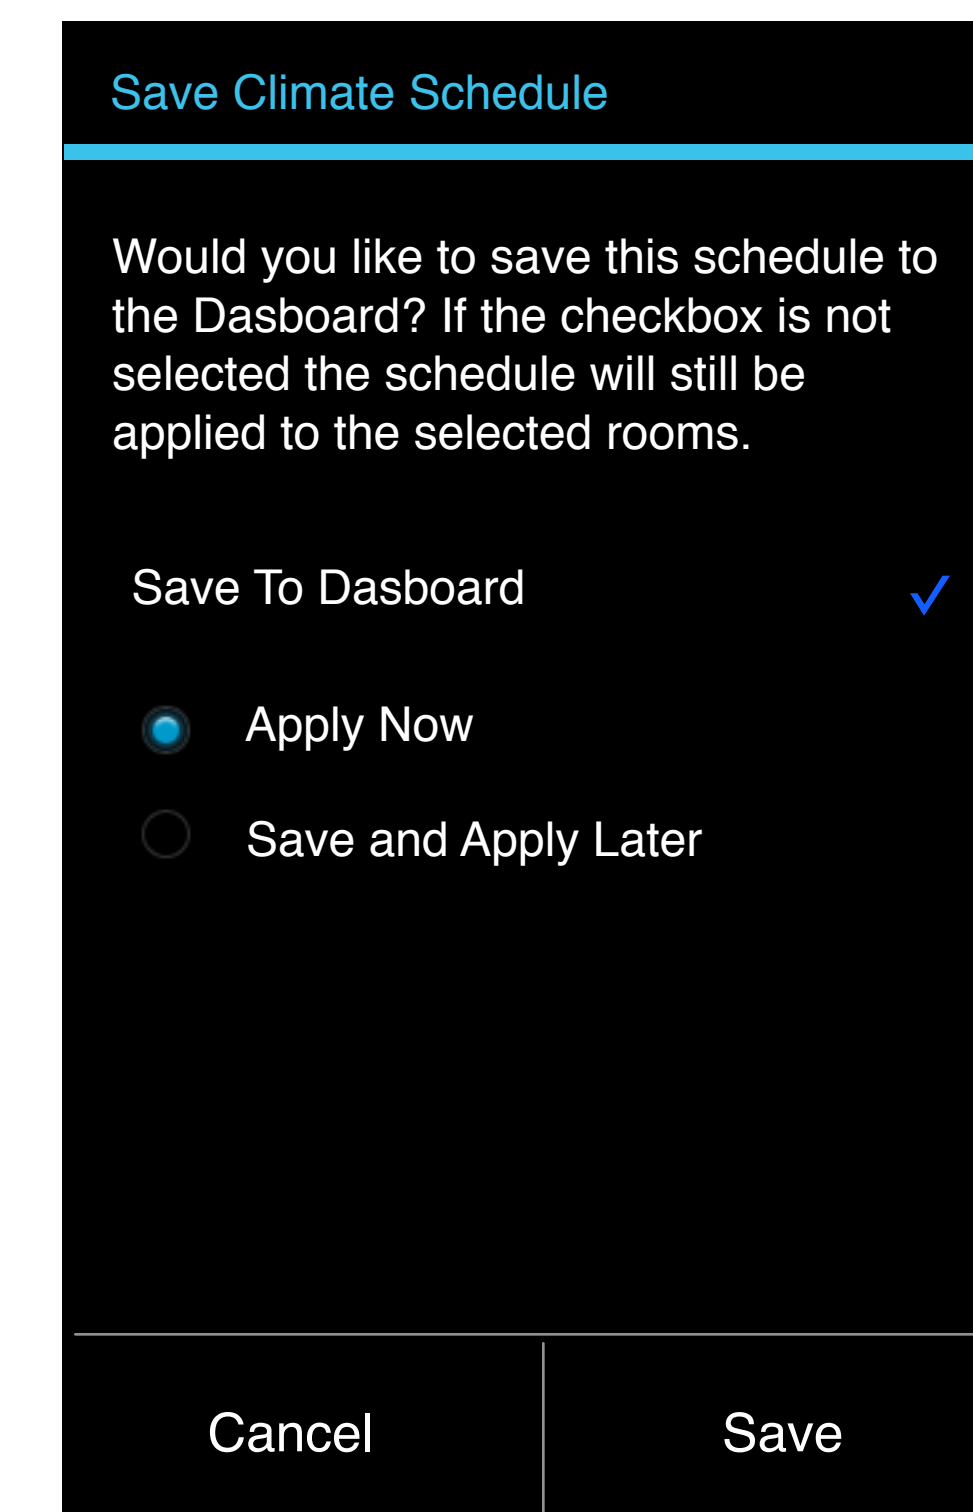 Save Climate Schedule
Would you like to save this schedule to
the Dasboard? If the checkbox is not
selected the schedule will still be
applied to the selected rooms.
Save To Dasboard
Apply Now
Save and Apply Later
Cancel
Save